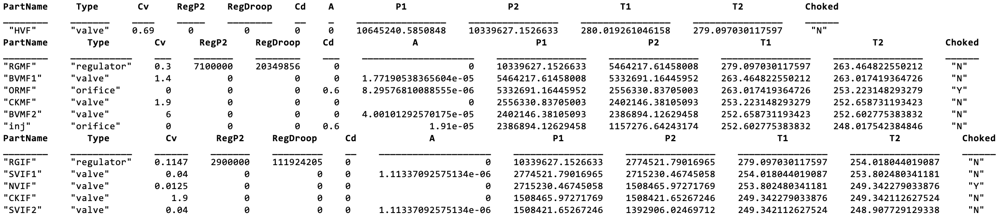 PartName Type Cv RegP2 RegDroop Cd A P1 P2 T1 T2 Choked
"HVF" "valve" 0.69 0 0 0 0 10645240.5850848 10339627.1526633 280.019261046158 279.097030117597 "N"
PartName Type Cv RegP2 RegDroop Cd A P1 P2 T1 T2 Choked
"RGMF" "regulator" 0.3 7100000 20349856 0 0 10339627.1526633 5464217.61458008 279.097030117597 263.464822550212 "N"
"BVMF1" "valve" 1.4 0 0 0 1.77190538365604e-05 5464217.61458008 5332691.16445952 263.464822550212 263.017419364726 "N"
"ORMF" "orifice" 0 0 0 0.6 8.29576810088555e-06 5332691.16445952 2556330.83705003 263.017419364726 253.223148293279 "Y"
"CKMF" "valve" 1.9 0 0 0 0 2556330.83705003 2402146.38105093 253.223148293279 252.658731193423 "N"
"BVMF2" "valve" 6 0 0 0 4.00101292570175e-05 2402146.38105093 2386894.12629458 252.658731193423 252.602775383832 "N"
"inj" "orifice" 0 0 0 0.6 1.91e-05 2386894.12629458 1157276.64243174 252.602775383832 248.017542384846 "N"
PartName Type Cv RegP2 RegDroop Cd A P1 P2 T1 T2 Choked
"RGIF" "regulator" 0.1147 2900000 111924205 0 0 10339627.1526633 2774521.79016965 279.097030117597 254.018044019087 "N"
"SVIF1" "valve" 0.04 0 0 0 1.11337092575134e-06 2774521.79016965 2715230.46745058 254.018044019087 253.802480341181 "N"
"NVIF" "valve" 0.0125 0 0 0 0 2715230.46745058 1508465.97271769 253.802480341181 249.342279033876 "Y"
"CKIF" "valve" 1.9 0 0 0 0 1508465.97271769 1508421.65267246 249.342279033876 249.342112627524 "N"
"SVIF2" "valve" 0.04 0 0 0 1.11337092575134e-06 1508421.65267246 1392906.02469712 249.342112627524 248.907729129338 "N"